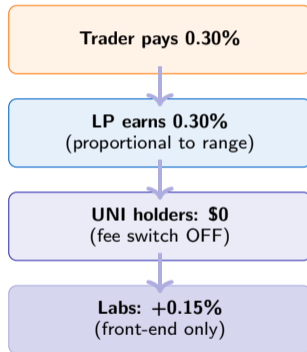 Trader pays 0.30%
LP earns 0.30%
(proportional to range)
UNI holders: $0
(fee switch OFF)
Labs: +0.15%
(front-end only)